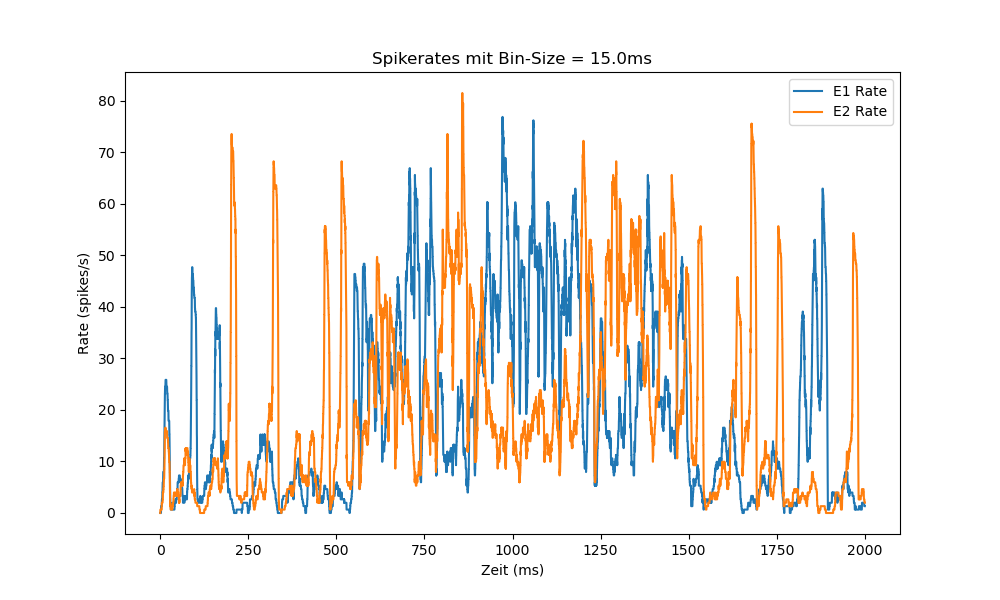 Spikerates mit Bin-Size = 15.0ms
E1 Rate
E2 Rate
Rate (spikes/s)
80
70
60
50
40
30
20
10
0
0 250 500 750 1000 1250 1500 1750 2000
Zeit (ms)